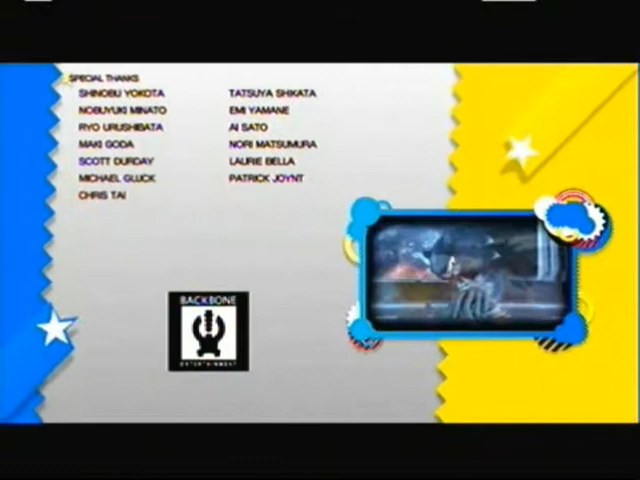 SPECIAL THANKS
SHINOBU YOKOTA TATSUYA SHIKATA
NOBUYUKI MINATO EMI YAMANE
RYO URUSHIBATA AI SATO
MAKI GODA NORI MATSUMURA
SCOTT DURDAY LAURIE BELLA
MICHAEL GLUCK PATRICK JOYNT
CHRIS TAI
BACKBONE
ENTERTAINMENT